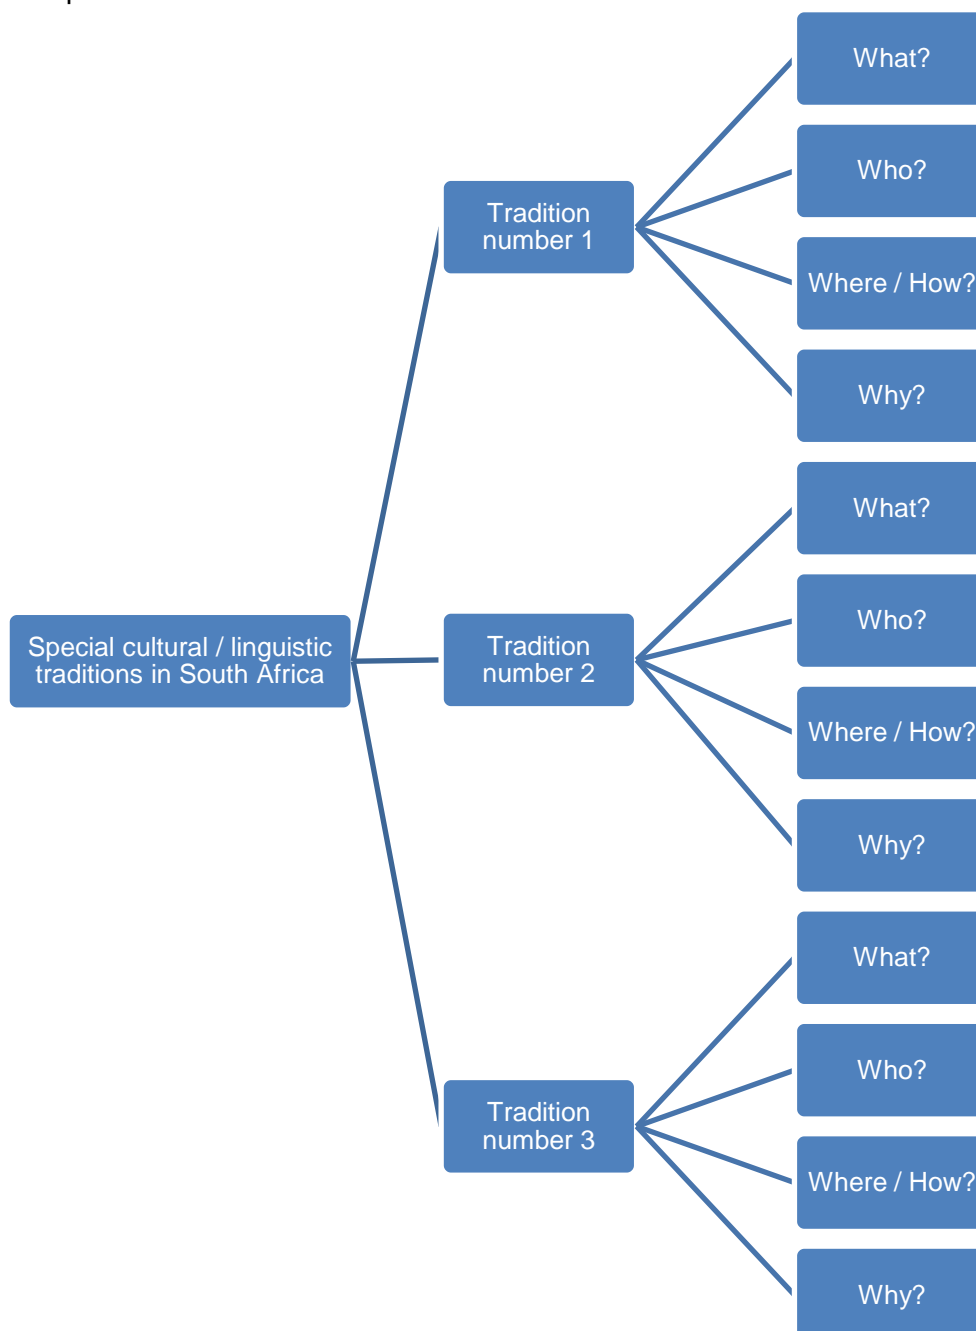 Special cultural / linguistic
traditions in South Africa
Tradition
number 1
What?
Who?
Where / How?
Why?
Tradition
number 2
What?
Who?
Where / How?
Why?
Tradition
number 3
What?
Who?
Where / How?
Why?